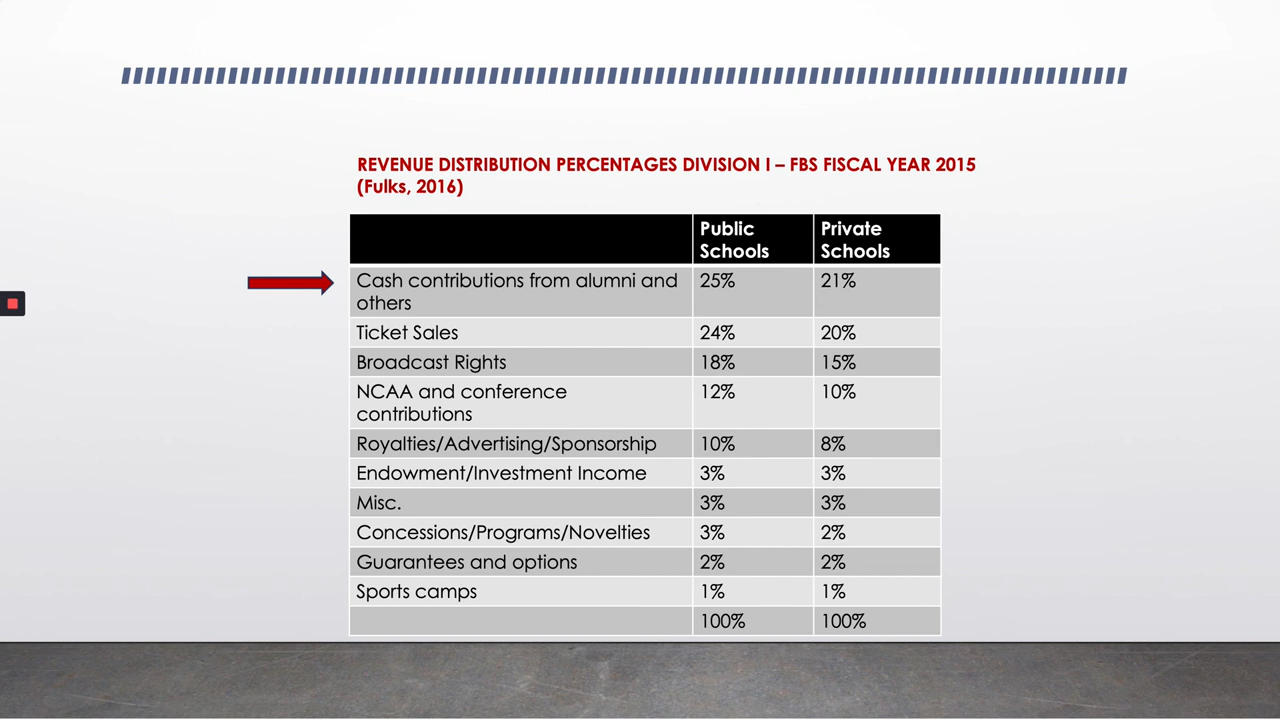 REVENUE DISTRIBUTION PERCENTAGES DIVISION I – FBS FISCAL YEAR 2015
(Fulks, 2016)
Public Schools Private Schools
Cash contributions from alumni and others 25% 21%
Ticket Sales 24% 20%
Broadcast Rights 18% 15%
NCAA and conference contributions 12% 10%
Royalties/Advertising/Sponsorship 10% 8%
Endowment/Investment Income 3% 3%
Misc. 3% 3%
Concessions/Programs/Novelties 3% 2%
Guarantees and options 2% 2%
Sports camps 1% 1%
100% 100%